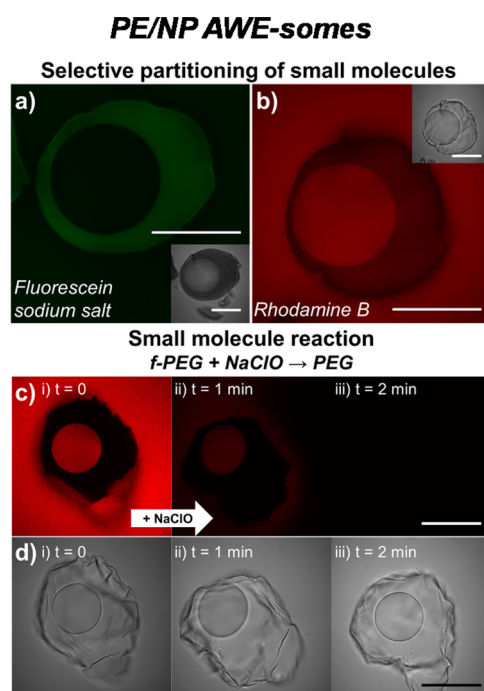 PE/NP AWE-somes
Selective partitioning of small molecules
a)
b)
Fluorescein
sodium salt
Rhodamine B
Small molecule reaction
f-PEG + NaClO → PEG
c) i) t = 0
ii) t = 1 min
iii) t = 2 min
+ NaClO
d) i) t = 0
ii) t = 1 min
iii) t = 2 min